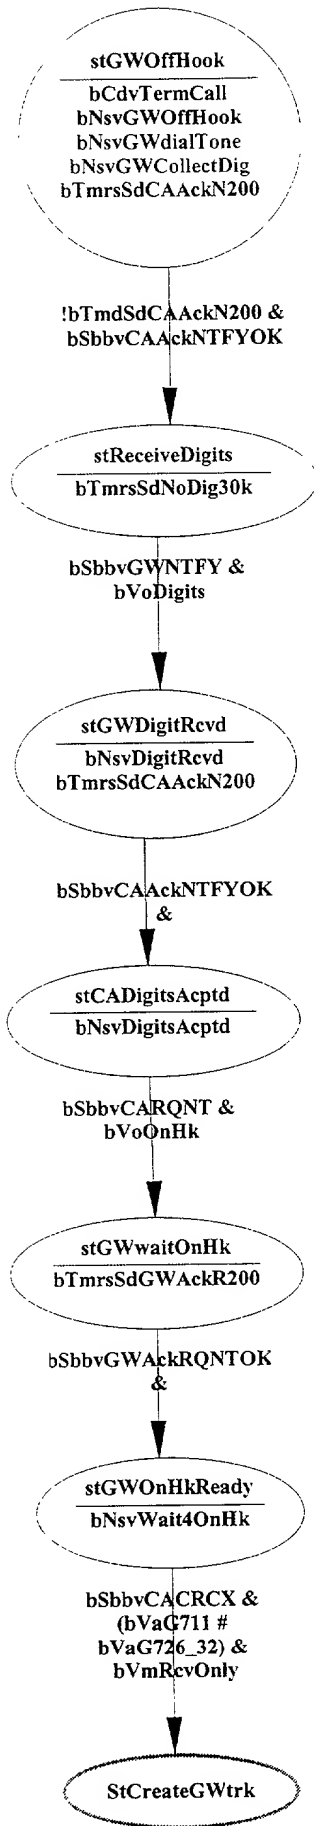 stGWOffHook
bCdvTermCall
bNsvGWOffHook
bNsvGWdialTone
bNsvGWCollectDig
bTmrsSdCAAckN200
!bTmdSdCAAckN200 &
bSbbvCAAckNTFYOK
stReceiveDigits
bTmrsSdNoDig30k
bSbbvGWNTFY &
bVoDigits
stGWDigitRcvd
bNsvDigitRcvd
bTmrsSdCAAckN200
bSbbvCAAckNTFYOK
&
stCADigitsAcptd
bNsvDigitsAcptd
bSbbvCARQNT &
bVoOnHk
stGWwaitOnHk
bTmrsSdGWAckR200
bSbbvGWAckRQNTOK
&
stGWOnHkReady
bNsvWait4OnHk
bSbbvCACRCX &
(bVaG711 #
bVaG726_32) &
bVmRcvOnly
StCreateGWtrk